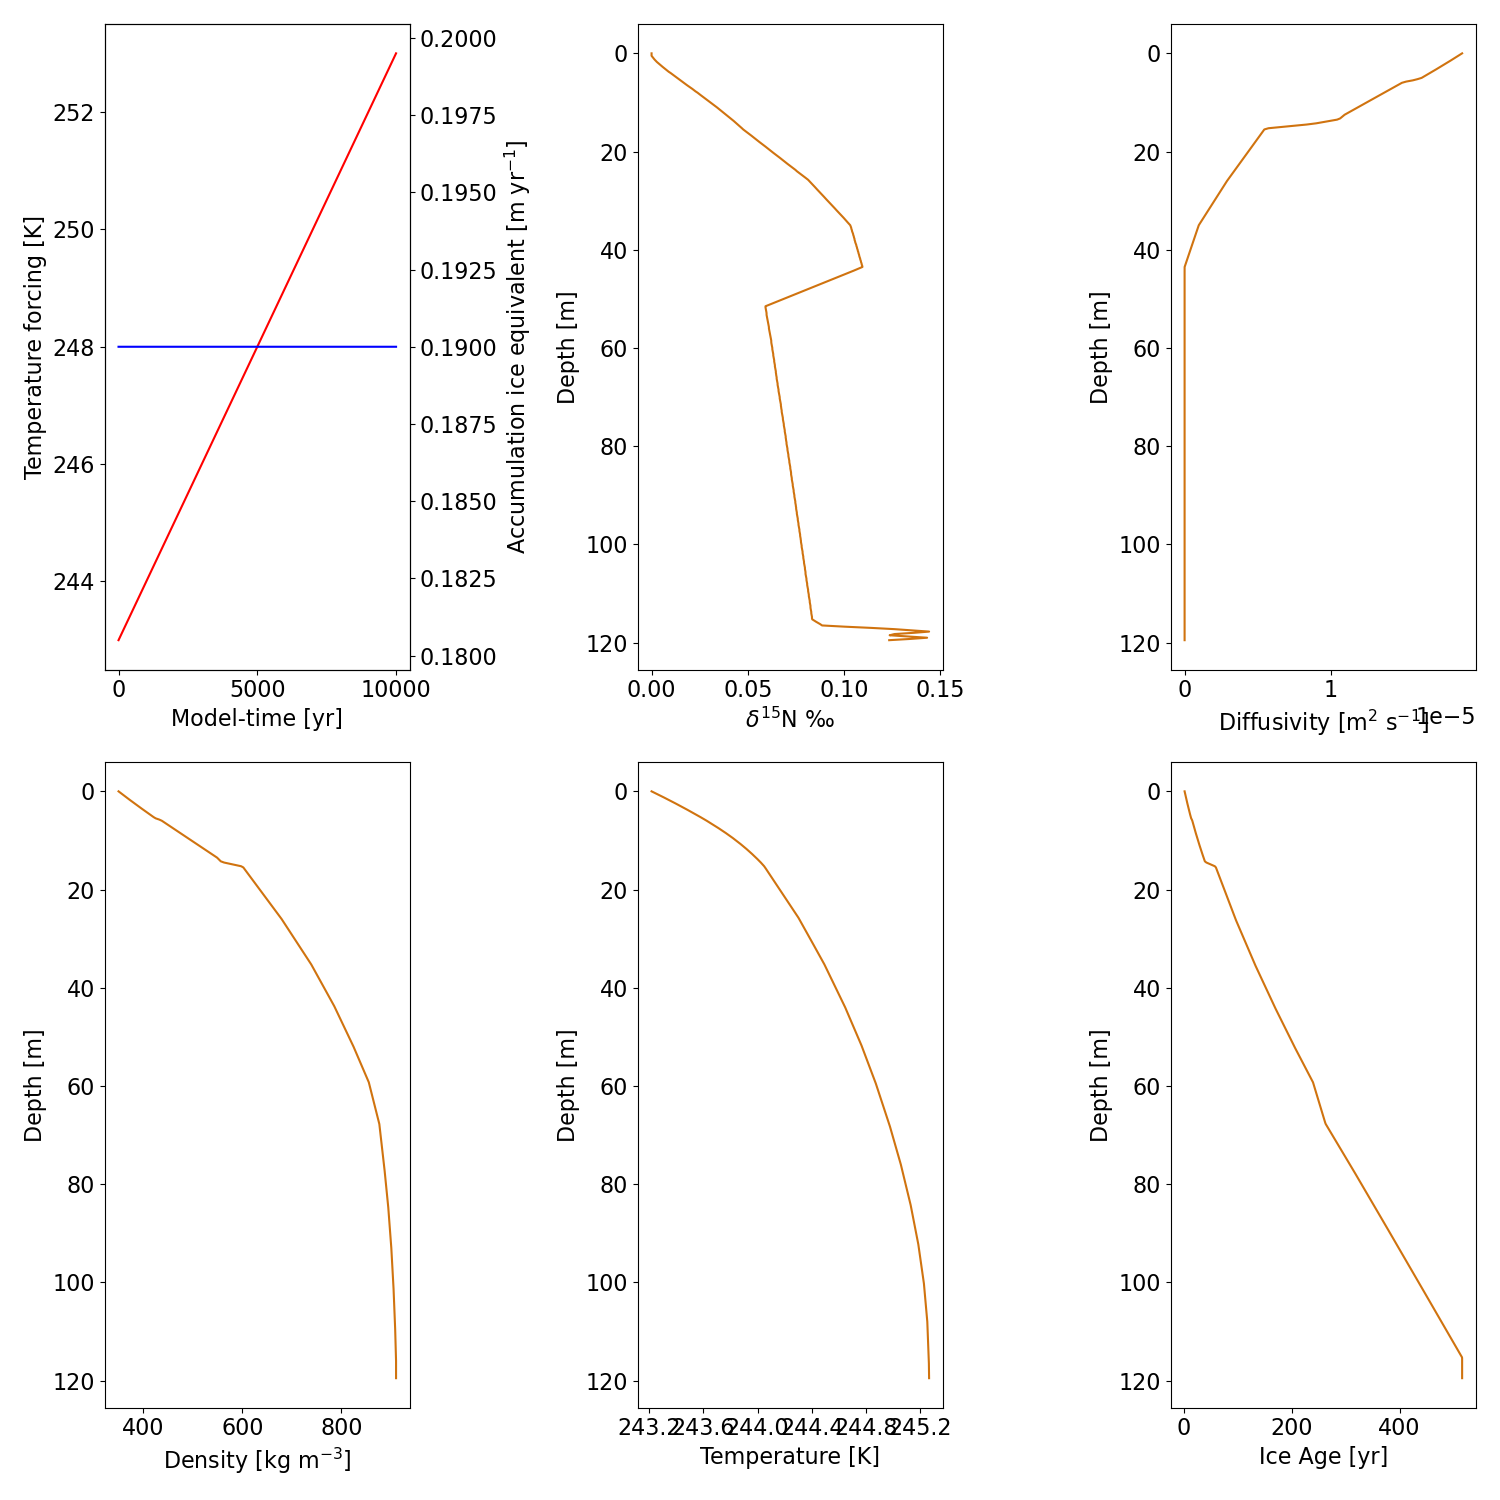 252
250
248
246
244
Temperature forcing [K]
0 5000 10000
Model-time [yr]
0.2000
0.1975
0.1950
0.1925
0.1900
0.1875
0.1850
0.1825
0.1800
Accumulation ice equivalent [m yr⁻¹]
0
20
40
60
80
100
120
Depth [m]
0.00 0.05 0.10 0.15
δ¹⁵N ‰
0
20
40
60
80
100
120
Depth [m]
0 1
1e−5
Diffusivity [m² s⁻¹]
0
20
40
60
80
100
120
Depth [m]
400 600 800
Density [kg m⁻³]
0
20
40
60
80
100
120
Depth [m]
243.2 243.6 244.0 244.4 244.8 245.2
Temperature [K]
0
20
40
60
80
100
120
Depth [m]
0 200 400
Ice Age [yr]